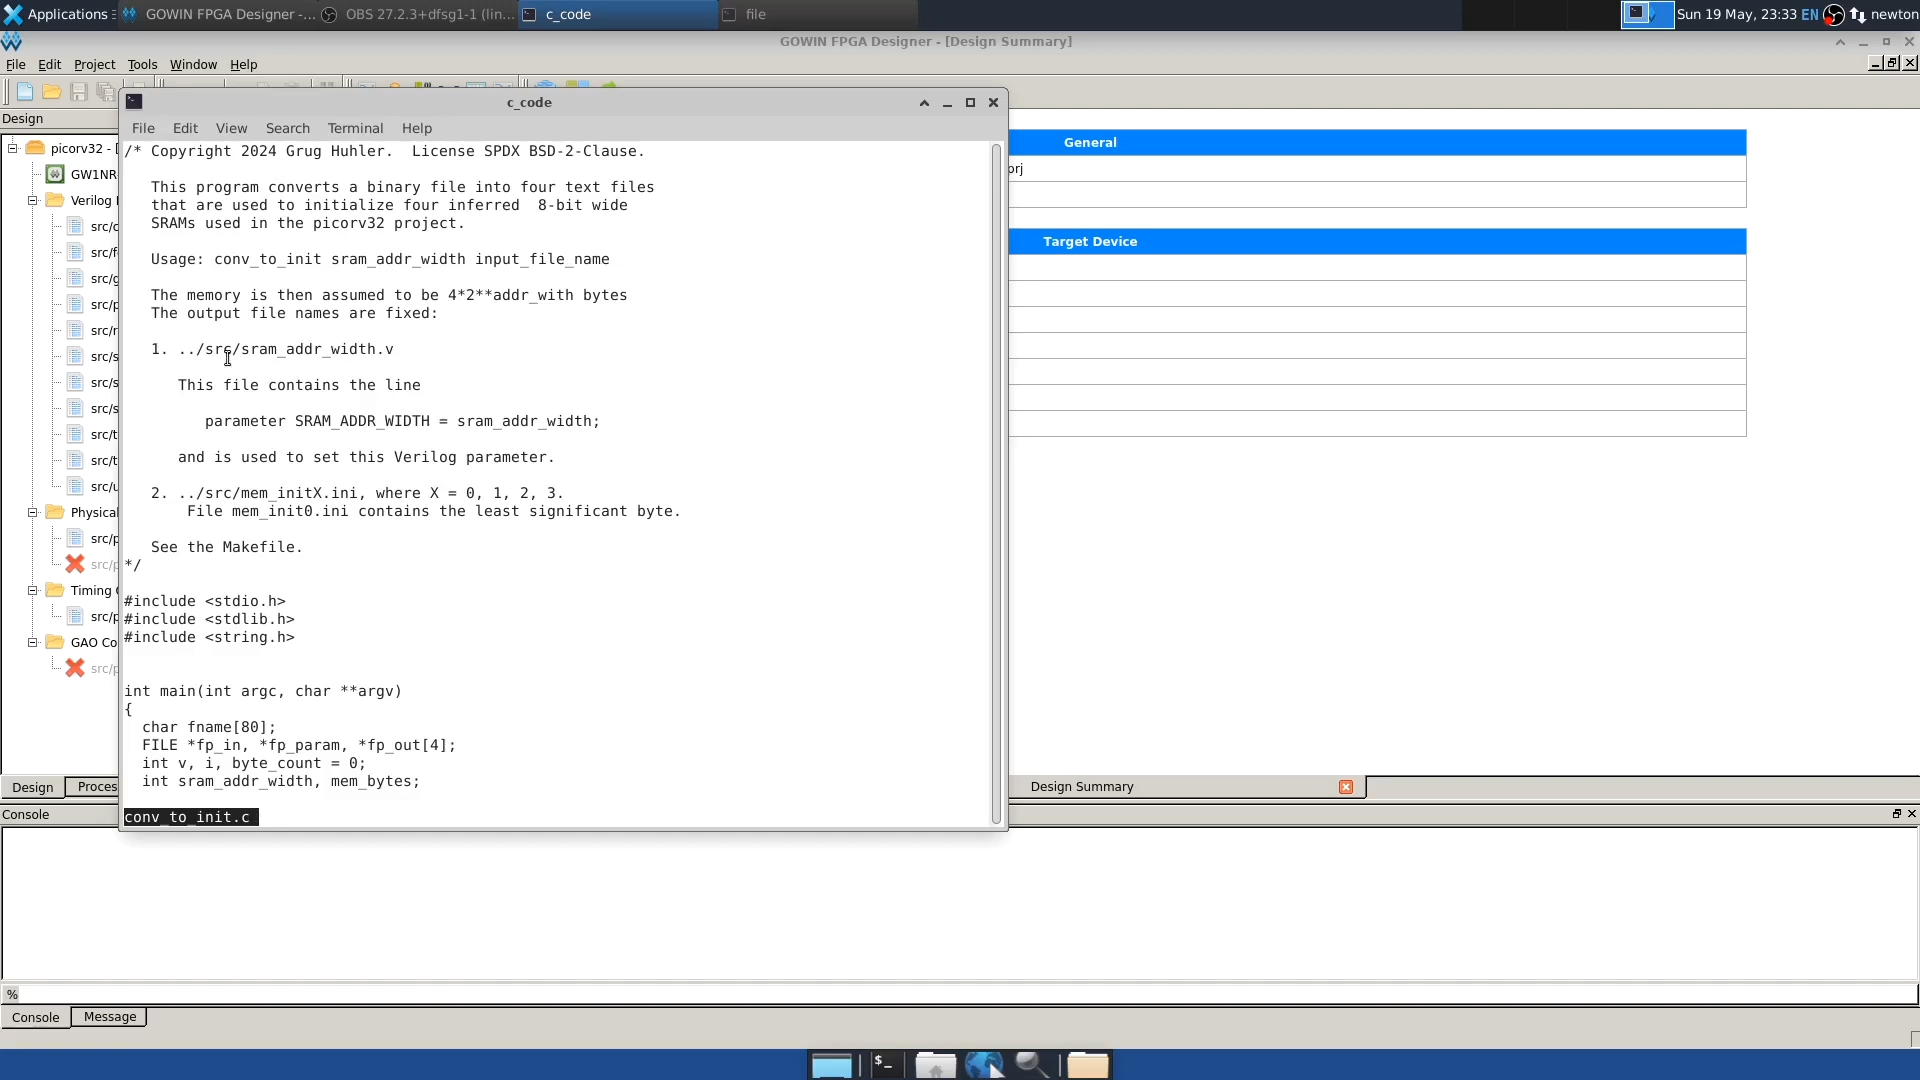 Applications
GOWIN FPGA Designer -...
OBS 27.2.3+dfsg1-1 (lin...
c_code
file
Sun 19 May, 23:33 EN
newton
GOWIN FPGA Designer - [Design Summary]
File Edit Project Tools Window Help
Design
c_code
File Edit View Search Terminal Help
picorv32 - [
GW1NR
Verilog
src/c
src/f
src/g
src/p
src/r
src/s
src/s
src/s
src/t
src/t
src/u
Physical
src/p
src/p
Timing
src/p
GAO Co
src/p
/* Copyright 2024 Grug Huhler.  License SPDX BSD-2-Clause.
This program converts a binary file into four text files
that are used to initialize four inferred  8-bit wide
SRAMs used in the picorv32 project.
Usage: conv_to_init sram_addr_width input_file_name
The memory is then assumed to be 4*2**addr_with bytes
The output file names are fixed:
1. ../src/sram_addr_width.v
This file contains the line
parameter SRAM_ADDR_WIDTH = sram_addr_width;
and is used to set this Verilog parameter.
2. ../src/mem_initX.ini, where X = 0, 1, 2, 3.
File mem_init0.ini contains the least significant byte.
See the Makefile.
*/
#include <stdio.h>
#include <stdlib.h>
#include <string.h>
int main(int argc, char **argv)
{
char fname[80];
FILE *fp_in, *fp_param, *fp_out[4];
int v, i, byte_count = 0;
int sram_addr_width, mem_bytes;
conv_to_init.c
General
orj
Target Device
Design Proces
Design Summary
Console
%
Console Message